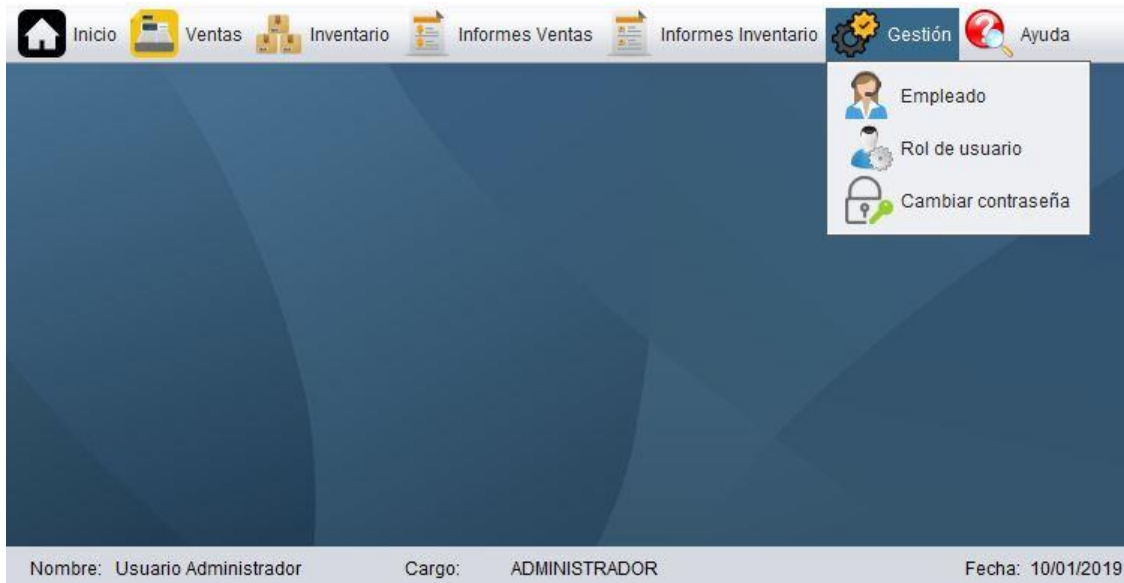 Inicio Ventas Inventario Informes Ventas Informes Inventario Gestión Ayuda
Empleado
Rol de usuario
Cambiar contraseña
Nombre: Usuario Administrador Cargo: ADMINISTRADOR Fecha: 10/01/2019